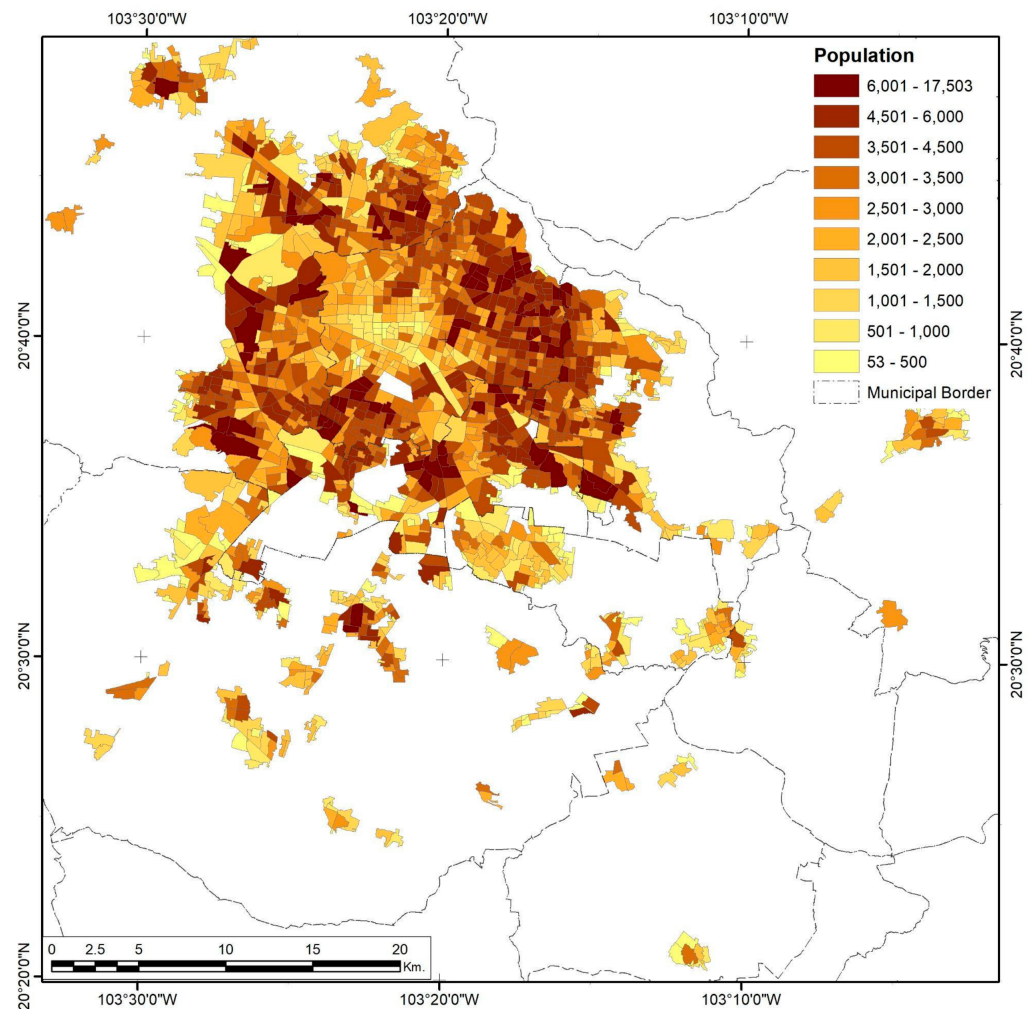 103°30'0"W 103°20'0"W 103°10'0"W
Population
6,001 - 17,503
4,501 - 6,000
3,501 - 4,500
3,001 - 3,500
2,501 - 3,000
2,001 - 2,500
1,501 - 2,000
1,001 - 1,500
501 - 1,000
53 - 500
Municipal Border
20°40'0"N 20°40'0"N
20°30'0"N 20°30'0"N
0 2.5 5 10 15 20
Km.
20°20'0"N
103°30'0"W 103°20'0"W 103°10'0"W